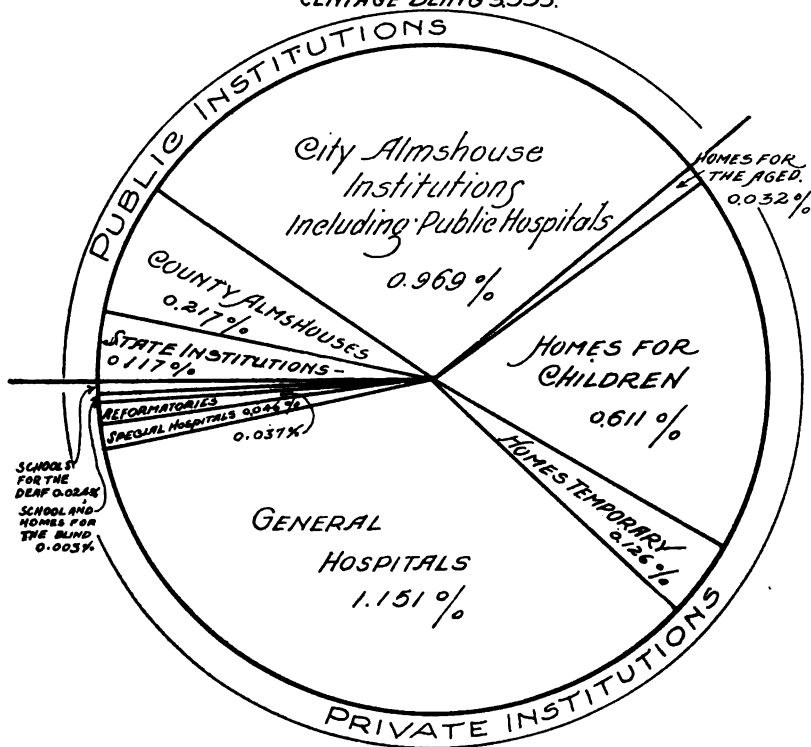 CENTAGE BEING 3.333.
PUBLIC INSTITUTIONS
City Almshouse
Institutions
Including Public Hospitals
0.969 %
HOMES FOR
THE AGED.
0.032 %
COUNTY ALMSHOUSES
0.217 %
STATE INSTITUTIONS-
0.117 %
HOMES FOR
CHILDREN
0.611 %
REFORMATORIES
SPECIAL HOSPITALS 0.046 %
0.037 %
HOMES TEMPORARY
0.126 %
SCHOOLS
FOR THE
DEAF 0.024%
SCHOOL AND
HOMES FOR
THE BLIND
0.003%
GENERAL
HOSPITALS
1.151 %
PRIVATE INSTITUTIONS